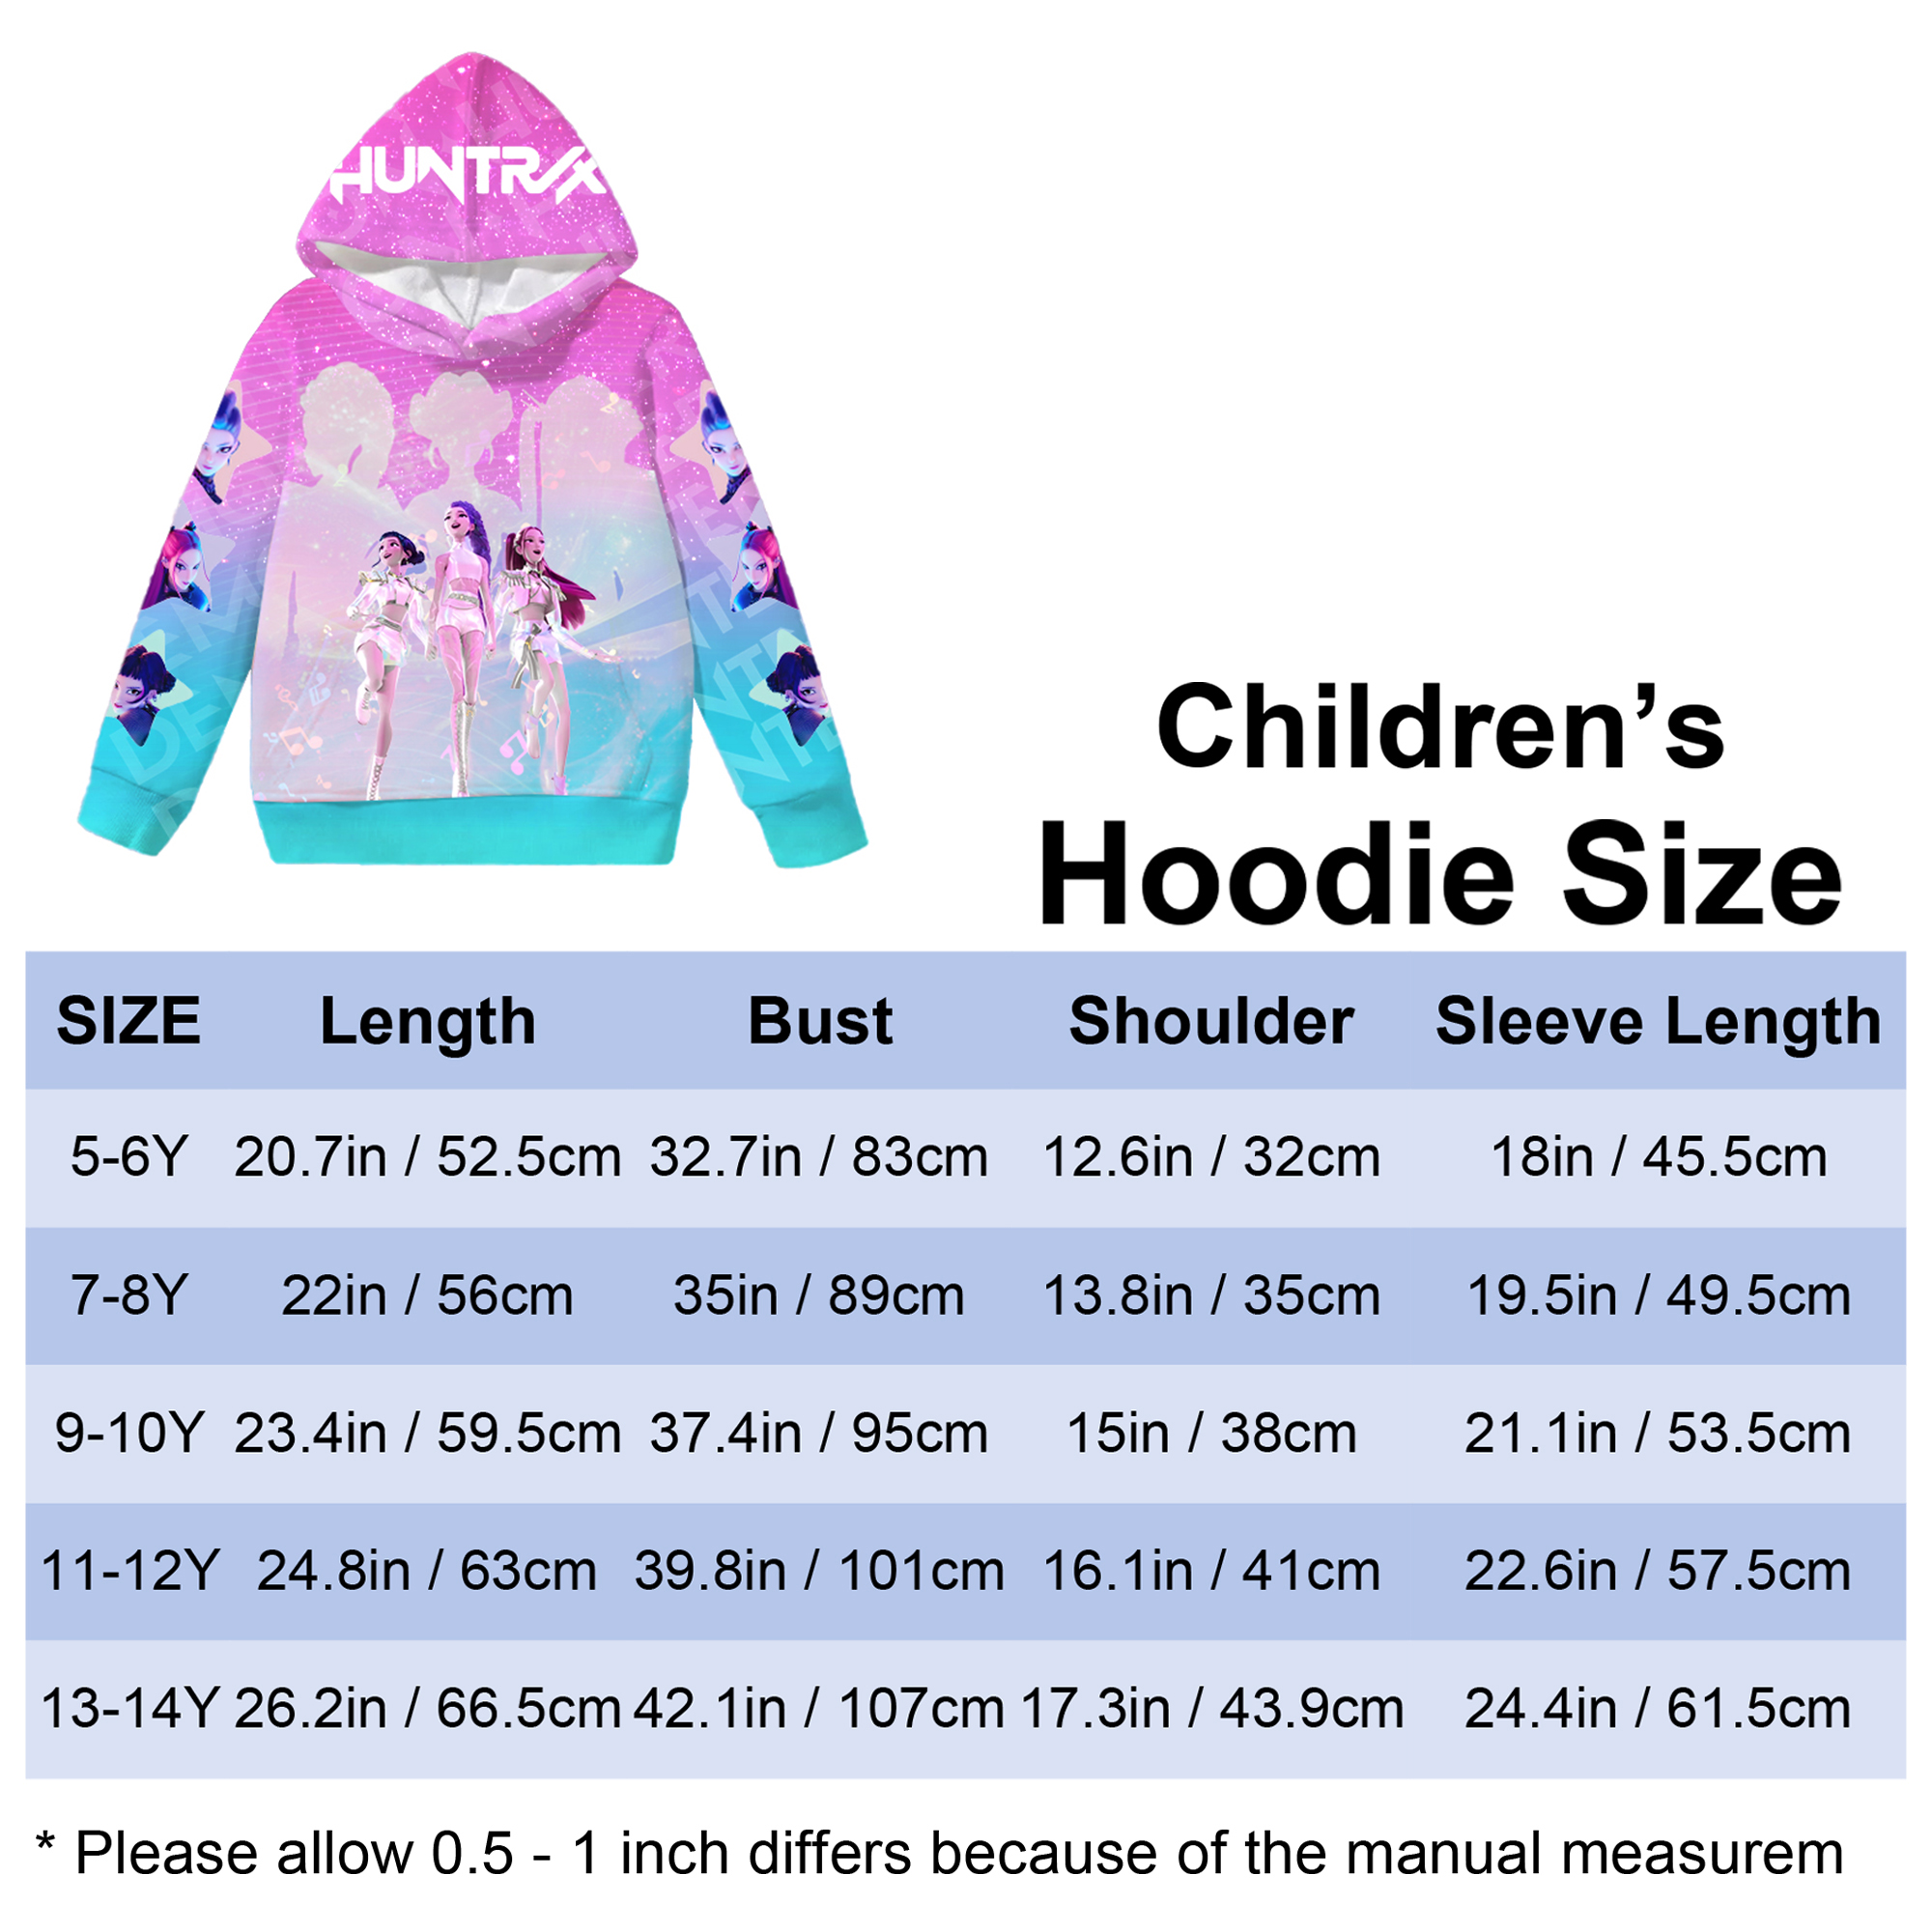 HUNTR/X
Children’s
Hoodie Size
SIZE Length Bust Shoulder Sleeve Length
5-6Y 20.7in / 52.5cm 32.7in / 83cm 12.6in / 32cm 18in / 45.5cm
7-8Y 22in / 56cm 35in / 89cm 13.8in / 35cm 19.5in / 49.5cm
9-10Y 23.4in / 59.5cm 37.4in / 95cm 15in / 38cm 21.1in / 53.5cm
11-12Y 24.8in / 63cm 39.8in / 101cm 16.1in / 41cm 22.6in / 57.5cm
13-14Y 26.2in / 66.5cm 42.1in / 107cm 17.3in / 43.9cm 24.4in / 61.5cm
* Please allow 0.5 - 1 inch differs because of the manual measurem